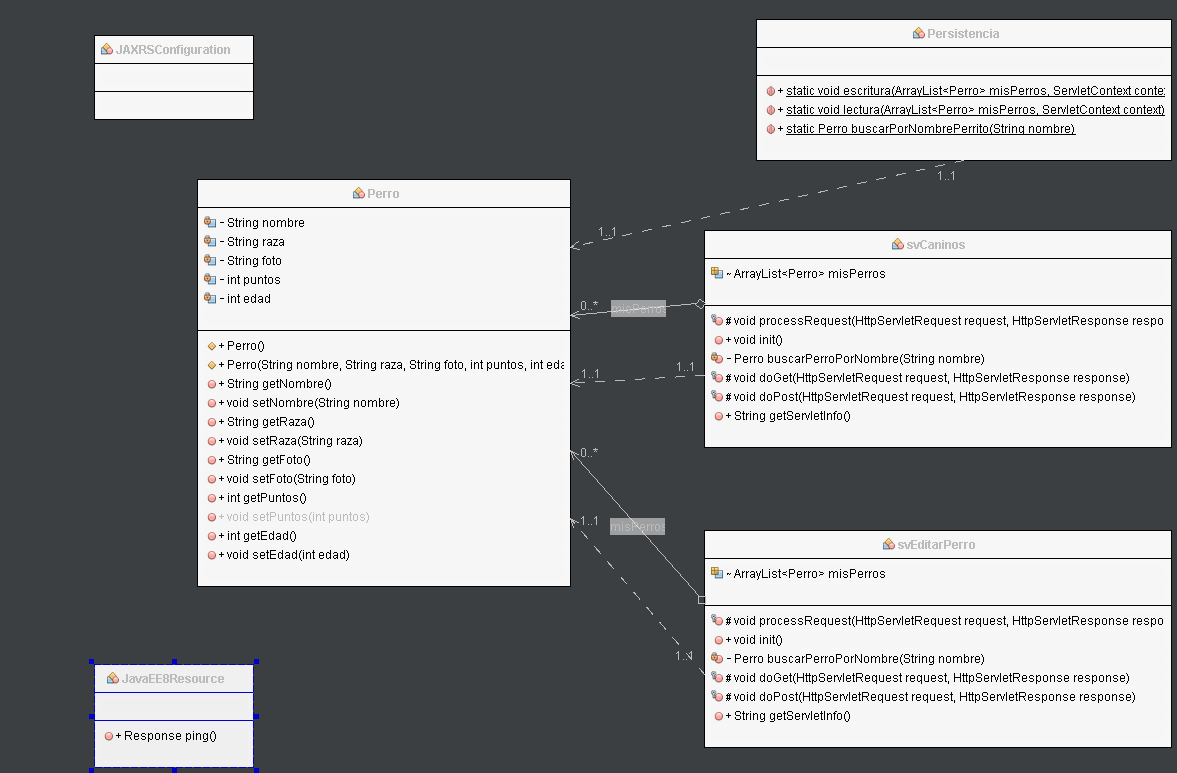 JAXRSConfiguration
Persistencia
+ static void escritura(ArrayList<Perro> misPerros, ServletContext conte
+ static void lectura(ArrayList<Perro> misPerros, ServletContext context)
+ static Perro buscarPorNombrePerrito(String nombre)
1..1
1..1
Perro
- String nombre
- String raza
- String foto
- int puntos
- int edad
+ Perro()
+ Perro(String nombre, String raza, String foto, int puntos, int eda
+ String getNombre()
+ void setNombre(String nombre)
+ String getRaza()
+ void setRaza(String raza)
+ String getFoto()
+ void setFoto(String foto)
+ int getPuntos()
+ void setPuntos(int puntos)
+ int getEdad()
+ void setEdad(int edad)
svCaninos
~ ArrayList<Perro> misPerros
# void processRequest(HttpServletRequest request, HttpServletResponse respo
+ void init()
- Perro buscarPerroPorNombre(String nombre)
# void doGet(HttpServletRequest request, HttpServletResponse response)
# void doPost(HttpServletRequest request, HttpServletResponse response)
+ String getServletInfo()
0..*
misPerros
1..1
1..1
0..*
misPerros
1..1
svEditarPerro
~ ArrayList<Perro> misPerros
# void processRequest(HttpServletRequest request, HttpServletResponse respo
+ void init()
- Perro buscarPerroPorNombre(String nombre)
# void doGet(HttpServletRequest request, HttpServletResponse response)
# void doPost(HttpServletRequest request, HttpServletResponse response)
+ String getServletInfo()
JavaEE8Resource
+ Response ping()